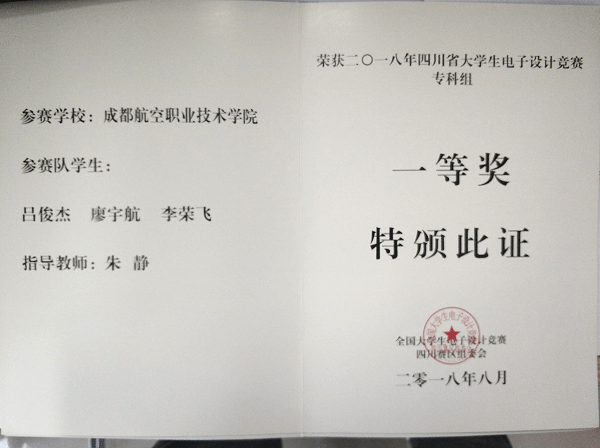 参赛学校：成都航空职业技术学院
参赛队学生：
吕俊杰 廖宇航 李荣飞
指导教师：朱 静
荣获二〇一八年四川省大学生电子设计竞赛
专科组
一等奖
特颁此证
全国大学生电子设计竞赛
四川赛区组委会
二零一八年八月